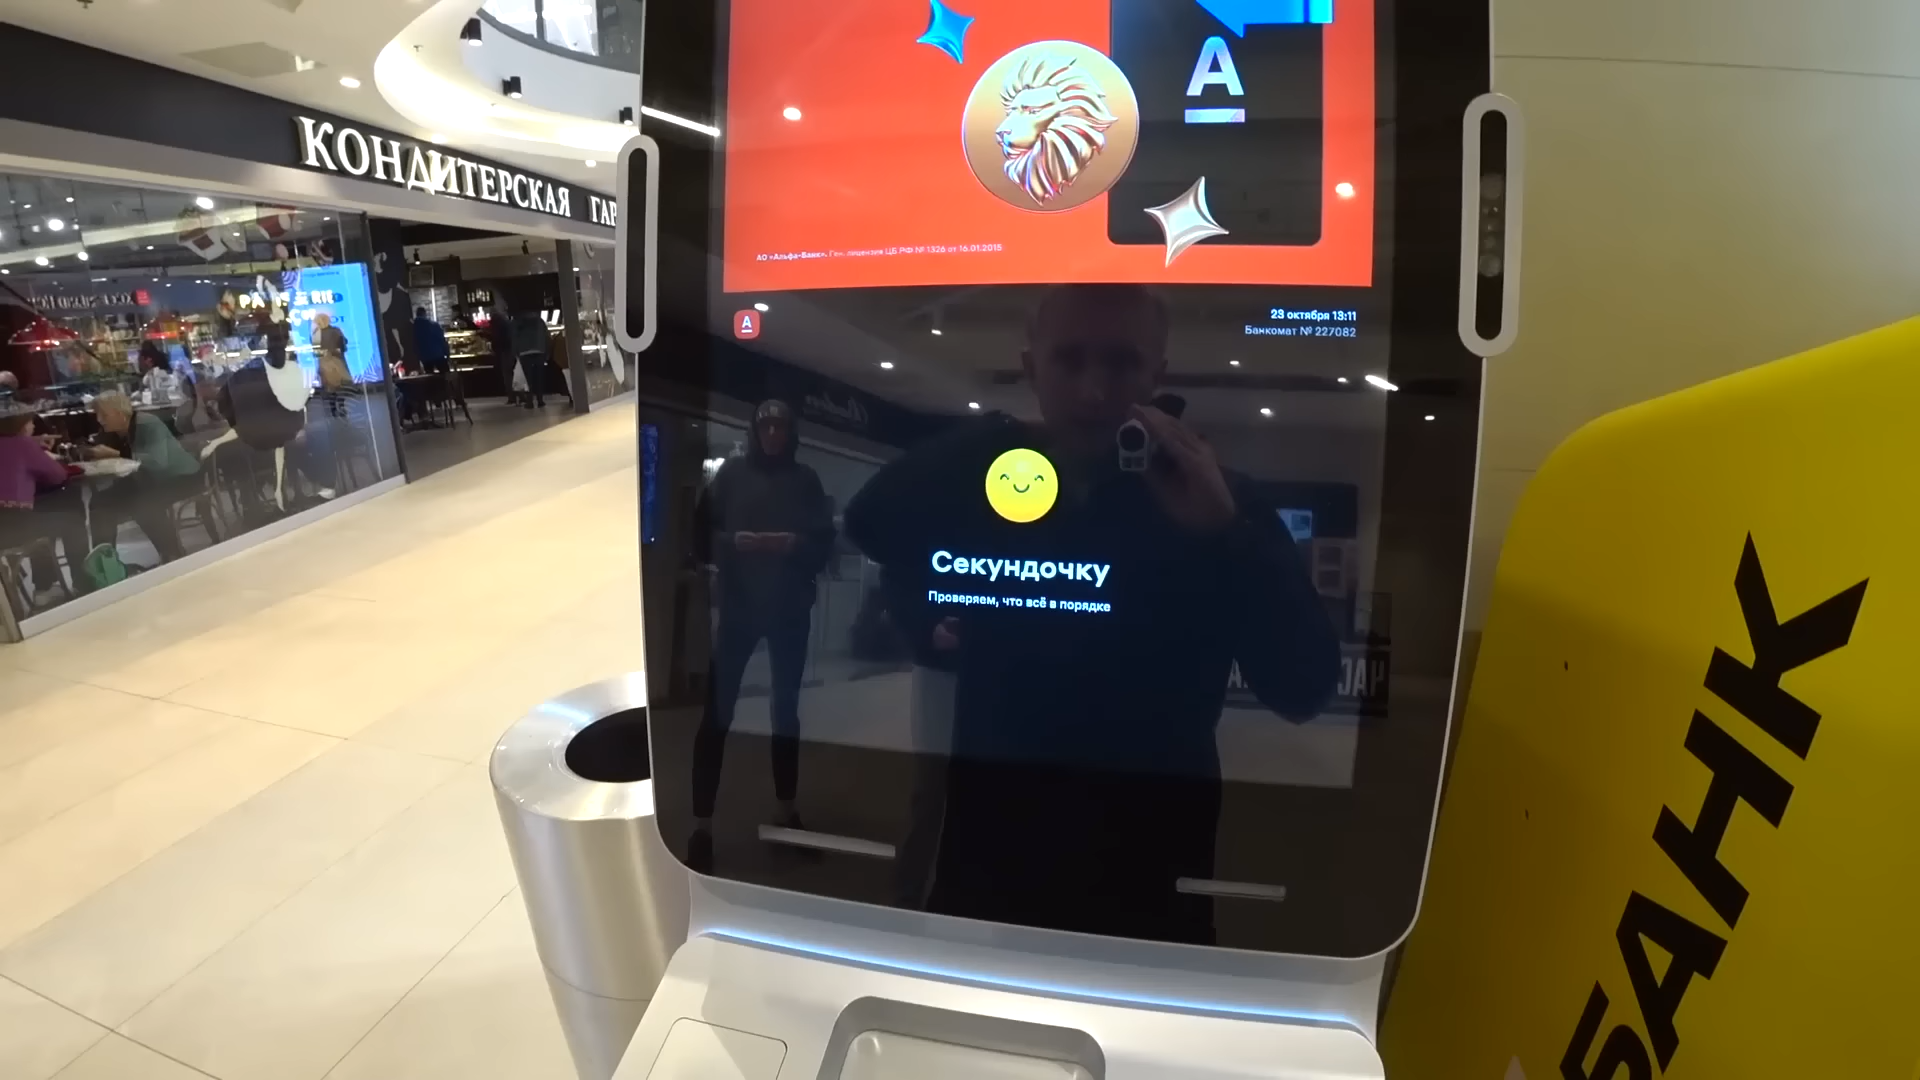 КОНДИТЕРСКАЯ
А
АО «Альфа-Банк». Ген. лицензия ЦБ РФ № 1326 от 16.01.2015
А
23 октября 13:11
Банкомат № 227082
Секундочку
Проверяем, что всё в порядке
БАНК